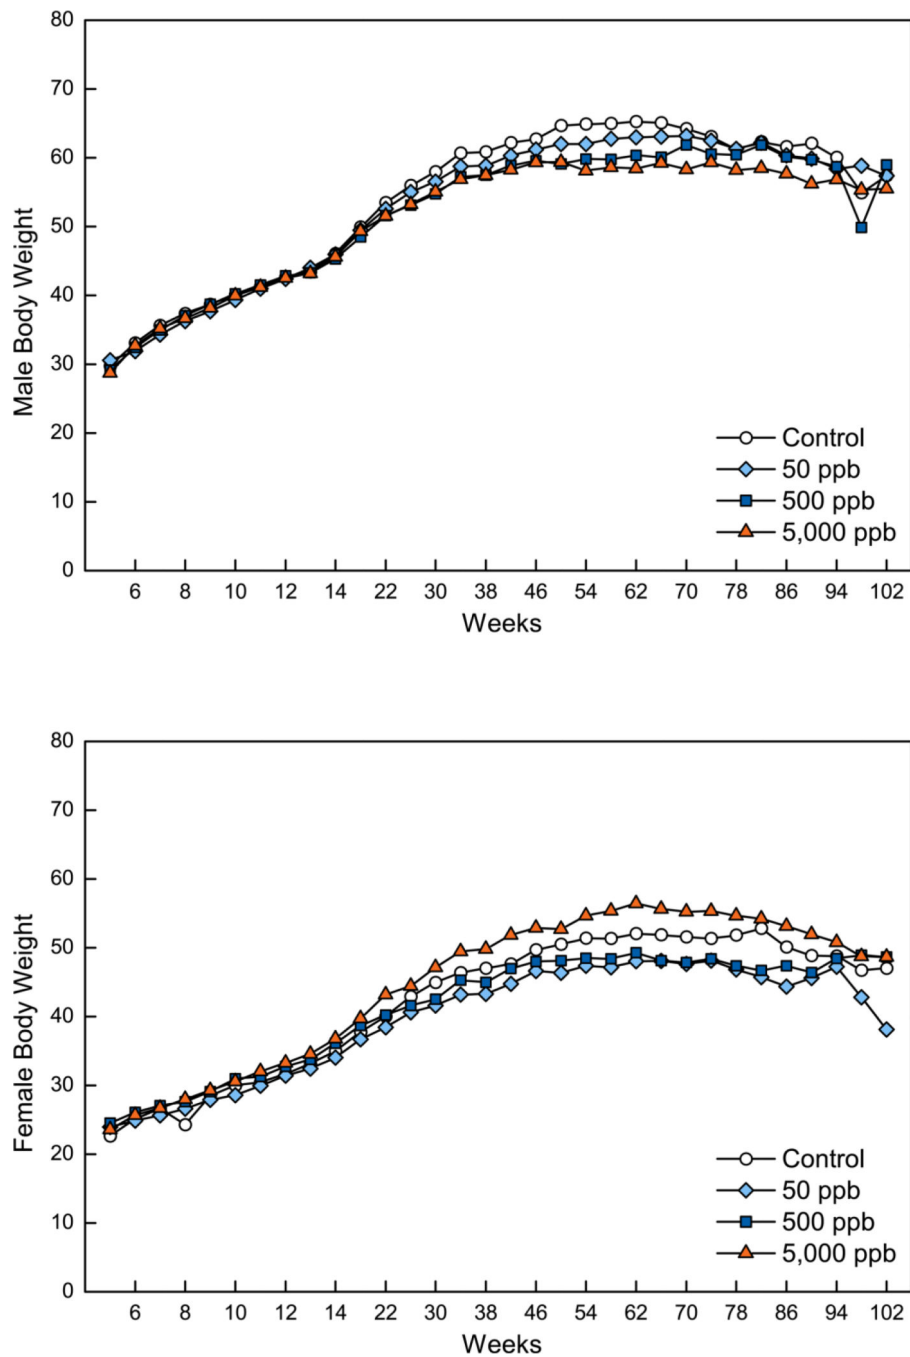 80
70
60
50
40
30
20
10
0
Male Body Weight
Control
50 ppb
500 ppb
5,000 ppb
6 8 10 12 14 22 30 38 46 54 62 70 78 86 94 102
Weeks
80
70
60
50
40
30
20
10
0
Female Body Weight
Control
50 ppb
500 ppb
5,000 ppb
6 8 10 12 14 22 30 38 46 54 62 70 78 86 94 102
Weeks